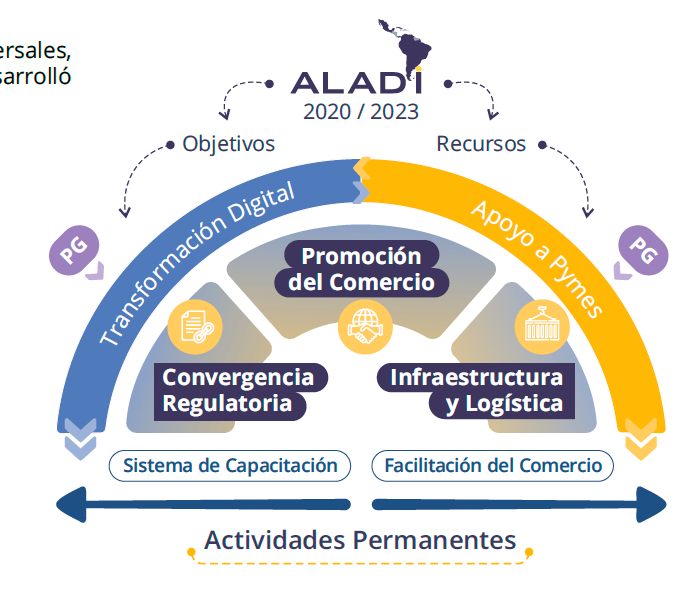 ersales,
sarrolló
ALADI
2020 / 2023
Objetivos
Recursos
Transformación Digital
Apoyo a Pymes
PG
PG
Promoción
del Comercio
Convergencia
Regulatoria
Infraestructura
y Logística
Sistema de Capacitación
Facilitación del Comercio
Actividades Permanentes